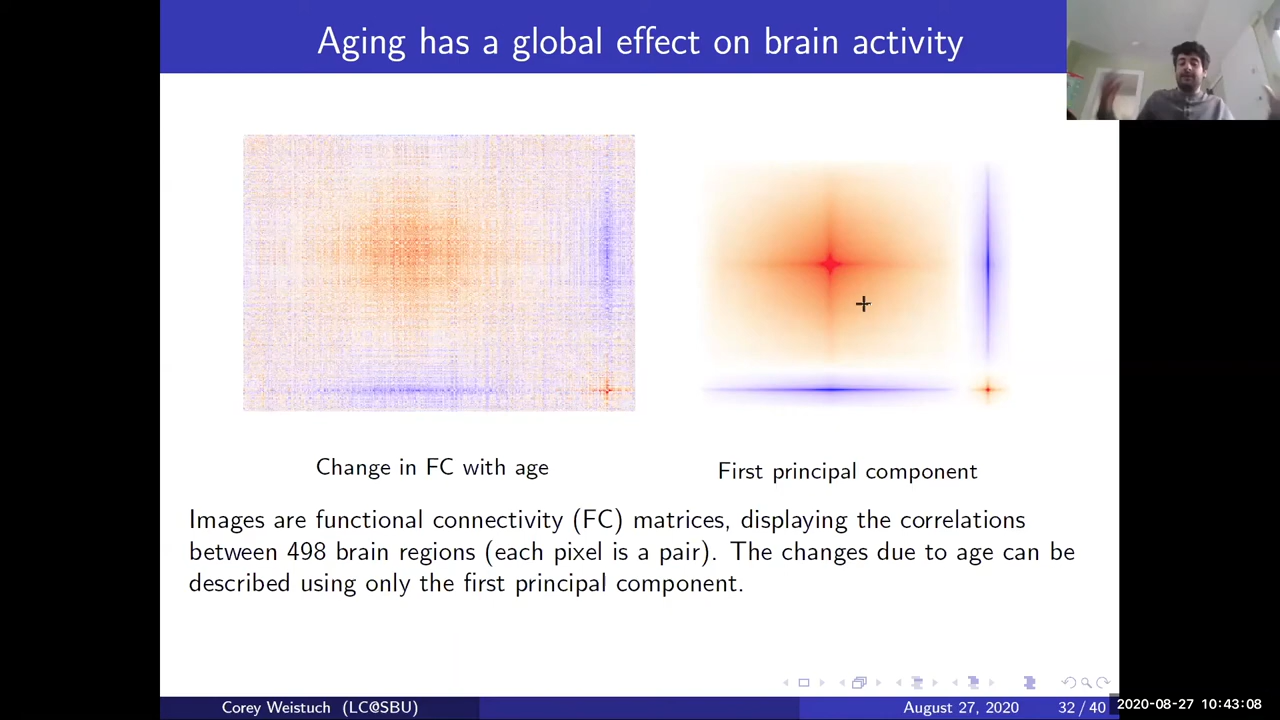 Aging has a global effect on brain activity
Change in FC with age
First principal component
Images are functional connectivity (FC) matrices, displaying the correlations
between 498 brain regions (each pixel is a pair). The changes due to age can be
described using only the first principal component.
Corey Weistuch (LC@SBU)
August 27, 2020
32 / 40
2020-08-27 10:43:08